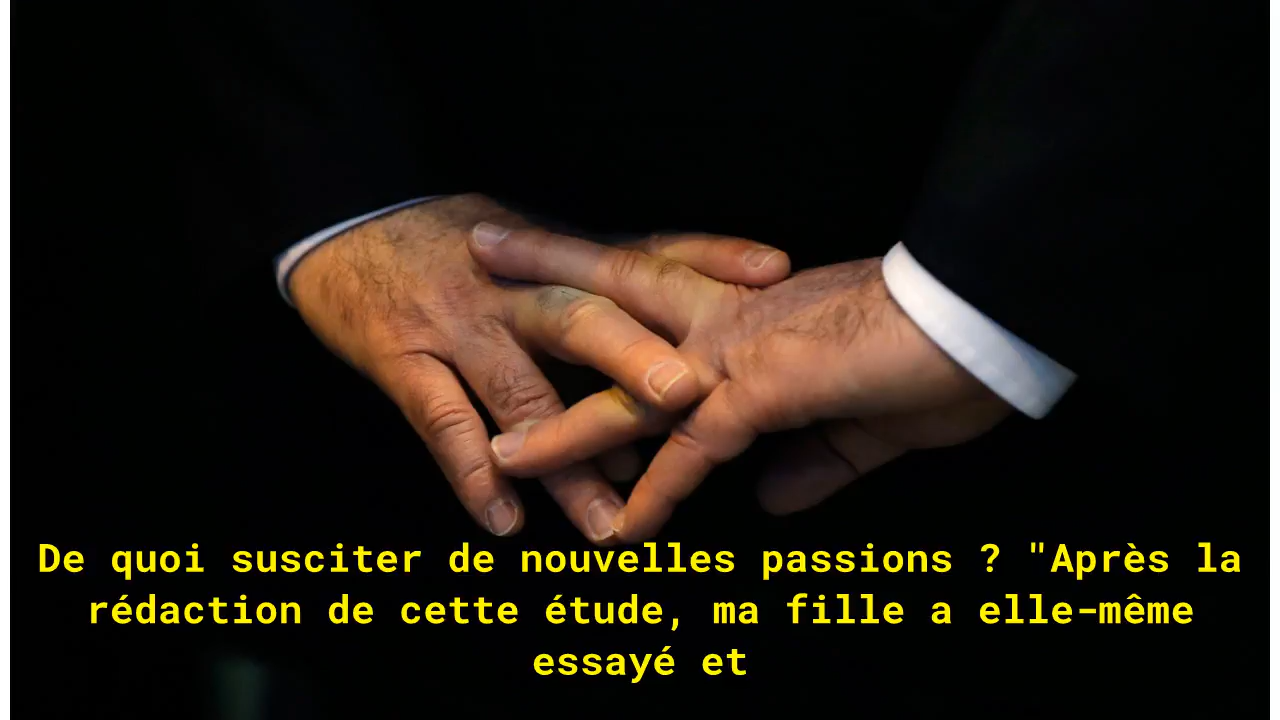 De quoi susciter de nouvelles passions ? "Après la
rédaction de cette étude, ma fille a elle-même
essayé et